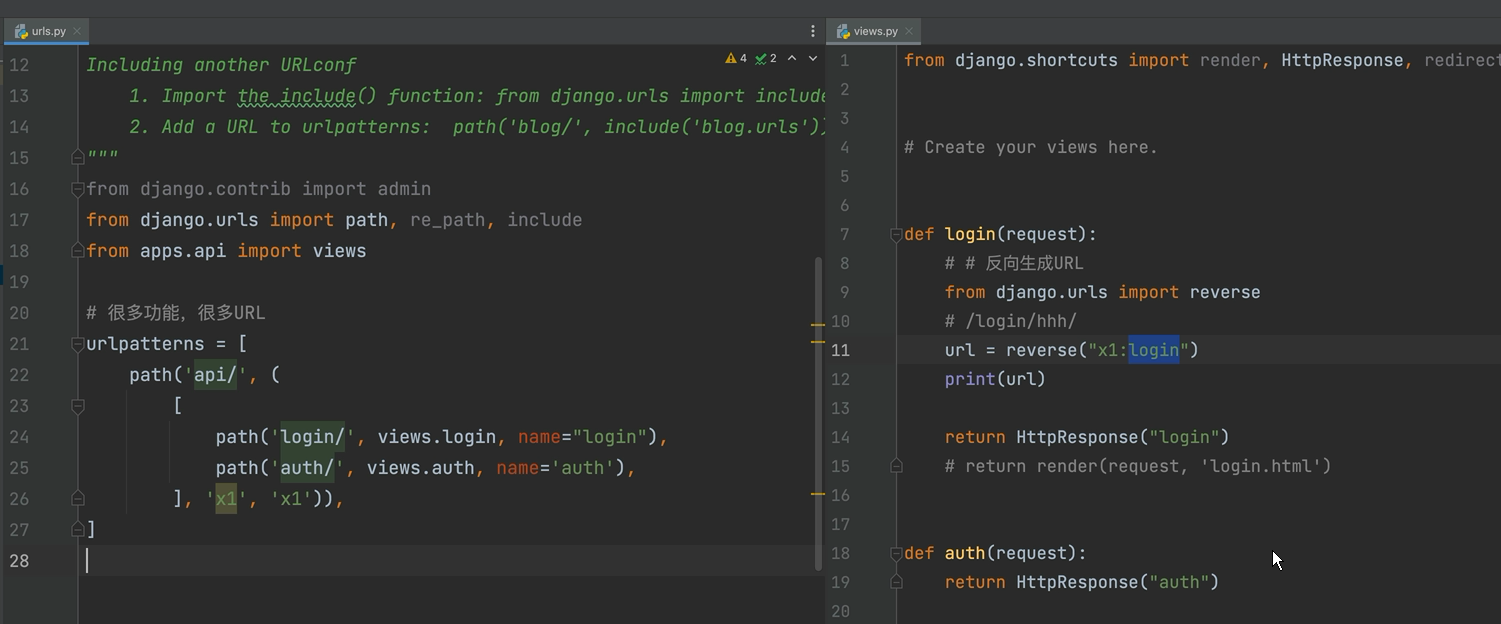 urls.py
12 Including another URLconf
13 1. Import the include() function: from django.urls import include
14 2. Add a URL to urlpatterns:  path('blog/', include('blog.urls'))
15 """
16 from django.contrib import admin
17 from django.urls import path, re_path, include
18 from apps.api import views
19
20 # 很多功能，很多URL
21 urlpatterns = [
22 path('api/', (
23 [
24 path('login/', views.login, name="login"),
25 path('auth/', views.auth, name='auth'),
26 ], 'x1', 'x1')),
27 ]
28
4 2
views.py
1 from django.shortcuts import render, HttpResponse, redirect
2
3
4 # Create your views here.
5
6
7 def login(request):
8 # # 反向生成URL
9 from django.urls import reverse
10 # /login/hhh/
11 url = reverse("x1:login")
12 print(url)
13
14 return HttpResponse("login")
15 # return render(request, 'login.html')
16
17
18 def auth(request):
19 return HttpResponse("auth")
20